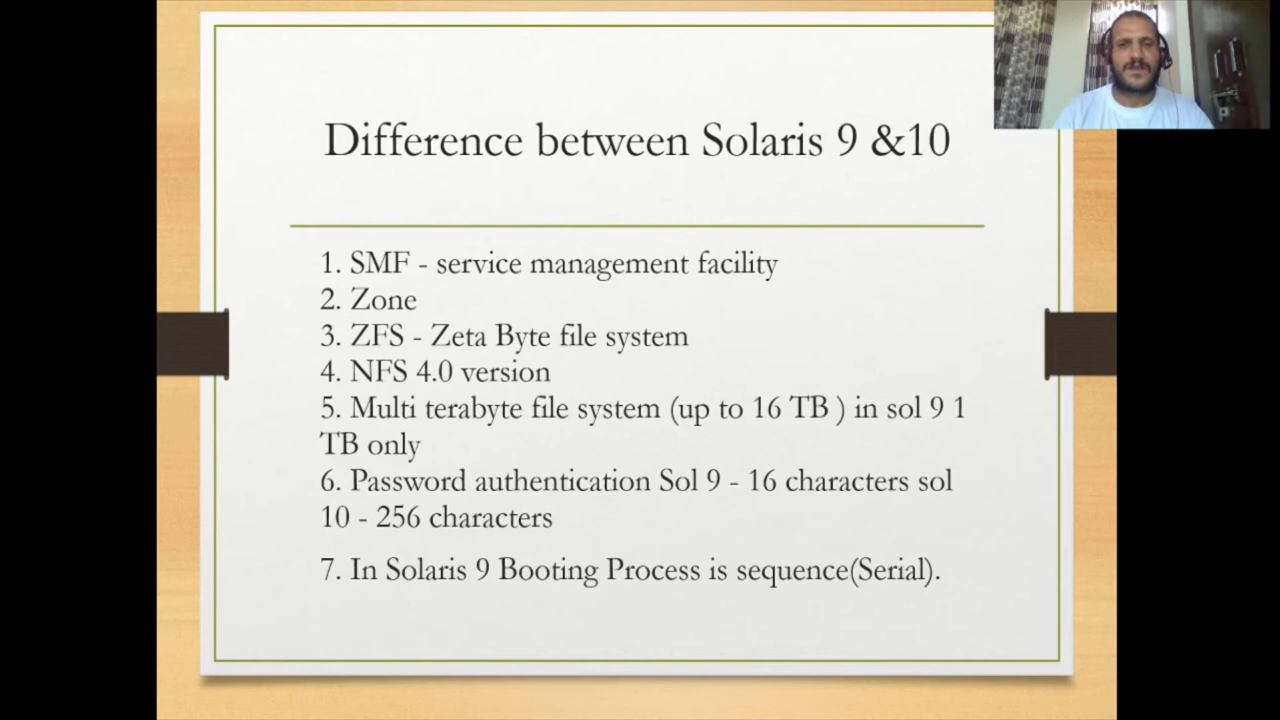 Difference between Solaris 9 &10
1. SMF - service management facility
2. Zone
3. ZFS - Zeta Byte file system
4. NFS 4.0 version
5. Multi terabyte file system (up to 16 TB ) in sol 9 1
TB only
6. Password authentication Sol 9 - 16 characters sol
10 - 256 characters
7. In Solaris 9 Booting Process is sequence(Serial).